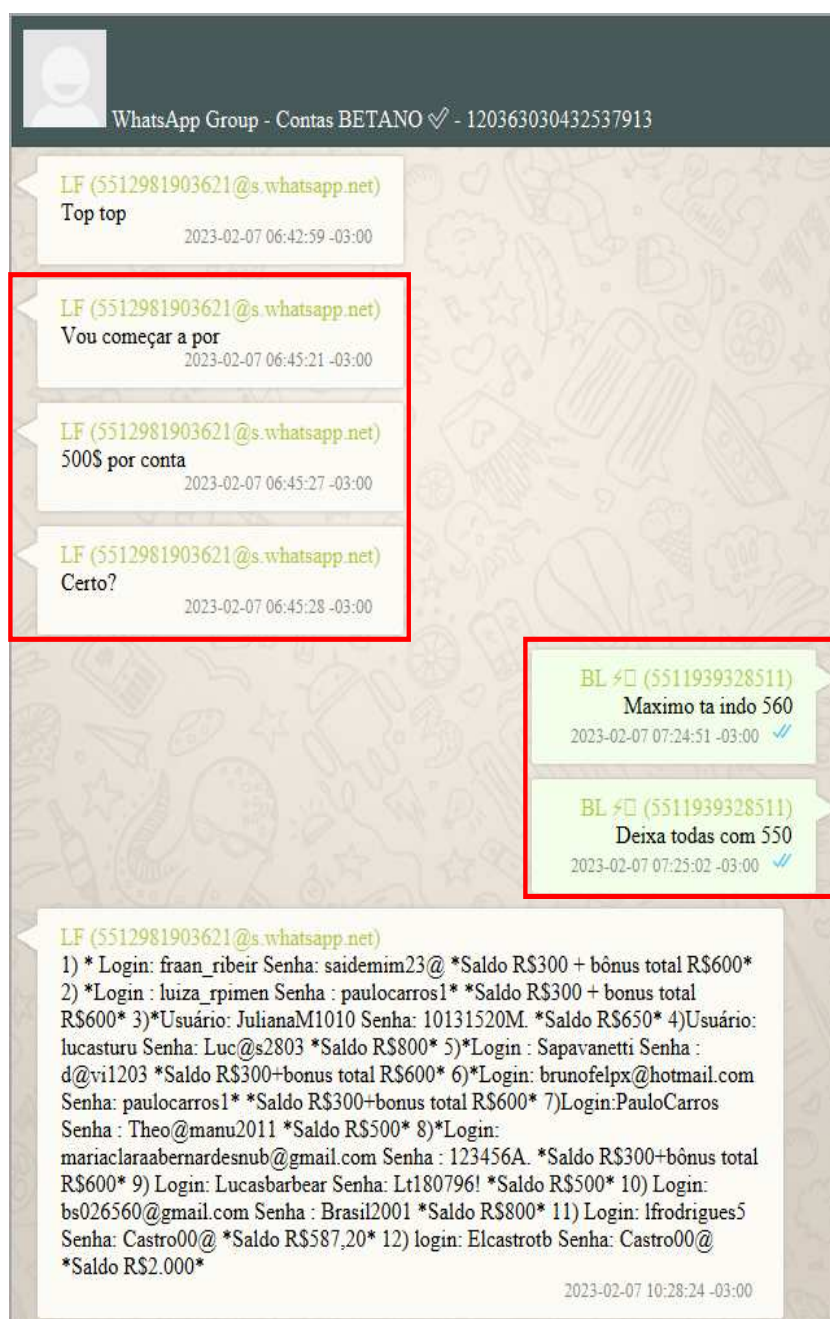 WhatsApp Group - Contas BETANO ✅ - 120363030432537913
LF (5512981903621@s.whatsapp.net)
Top top
2023-02-07 06:42:59 -03:00
LF (5512981903621@s.whatsapp.net)
Vou começar a por
2023-02-07 06:45:21 -03:00
LF (5512981903621@s.whatsapp.net)
500$ por conta
2023-02-07 06:45:27 -03:00
LF (5512981903621@s.whatsapp.net)
Certo?
2023-02-07 06:45:28 -03:00
BL ⚡ (5511939328511)
Maximo ta indo 560
2023-02-07 07:24:51 -03:00
BL ⚡ (5511939328511)
Deixa todas com 550
2023-02-07 07:25:02 -03:00
LF (5512981903621@s.whatsapp.net)
1) * Login: fraan_ribeir Senha: saidemim23@ *Saldo R$300 + bônus total R$600*
2) *Login : luiza_rpimen Senha : paulocarros1* *Saldo R$300 + bonus total
R$600* 3)*Usuário: JulianaM1010 Senha: 10131520M. *Saldo R$650* 4)Usuário:
lucasturu Senha: Luc@s2803 *Saldo R$800* 5)*Login : Sapavanetti Senha :
d@vi1203 *Saldo R$300+bonus total R$600* 6)*Login: brunofelpx@hotmail.com
Senha: paulocarros1* *Saldo R$300+bonus total R$600* 7)Login:PauloCarros
Senha : Theo@manu2011 *Saldo R$500* 8)*Login:
mariaclaraabernardesnub@gmail.com Senha : 123456A. *Saldo R$300+bônus total
R$600* 9) Login: Lucasbarbear Senha: Lt180796! *Saldo R$500* 10) Login:
bs026560@gmail.com Senha : Brasil2001 *Saldo R$800* 11) Login: lfrodrigues5
Senha: Castro00@ *Saldo R$587,20* 12) login: Elcastrotb Senha: Castro00@
*Saldo R$2.000*
2023-02-07 10:28:24 -03:00